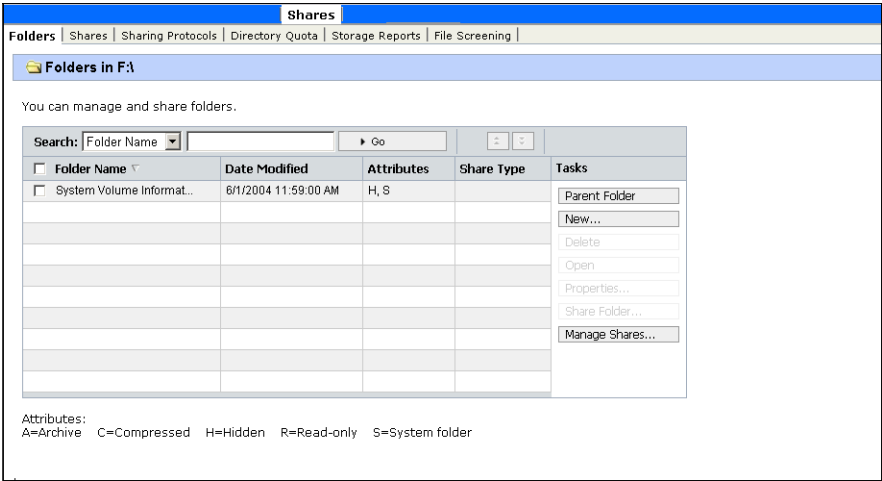 Shares
Folders | Shares | Sharing Protocols | Directory Quota | Storage Reports | File Screening |
Folders in F:\
You can manage and share folders.
Search: Folder Name Go
Folder Name Date Modified Attributes Share Type Tasks
System Volume Informat... 6/1/2004 11:59:00 AM H, S
Parent Folder
New...
Delete
Open
Properties...
Share Folder...
Manage Shares...
Attributes:
A=Archive C=Compressed H=Hidden R=Read-only S=System folder